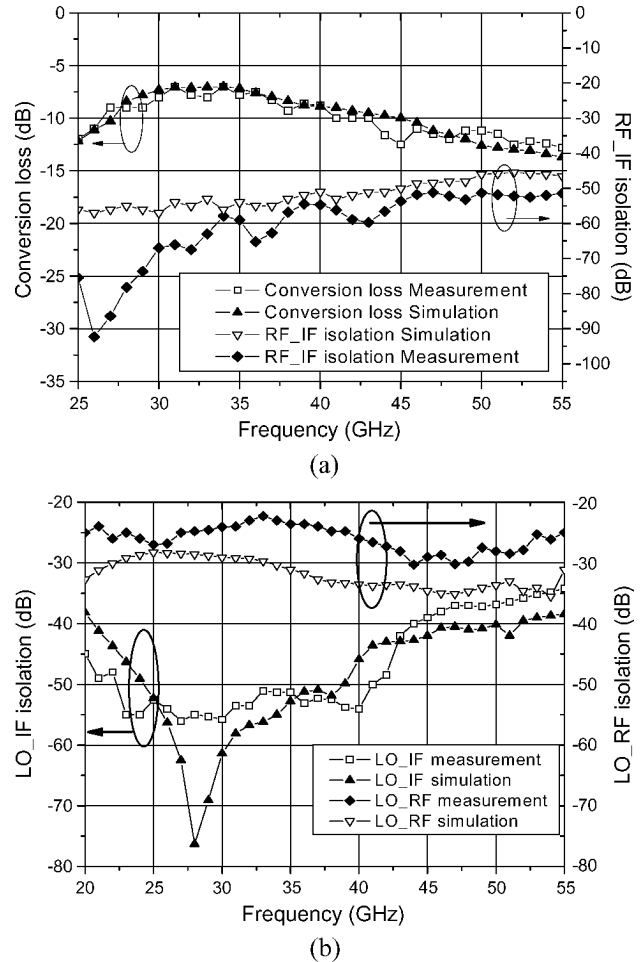 0 0
-5 -10
-10 -20
-15 -30
-20 -40
-25 -50
-30 -60
-35 -70
-80
-90
-100
Conversion loss (dB)
RF_IF isolation (dB)
Conversion loss Measurement
Conversion loss Simulation
RF_IF isolation Simulation
RF_IF isolation Measurement
25 30 35 40 45 50 55
Frequency (GHz)
(a)
-20 -20
-30 -30
-40 -40
-50 -50
-60 -60
-70 -70
-80 -80
LO_IF isolation (dB)
LO_RF isolation (dB)
LO_IF measurement
LO_IF simulation
LO_RF measurement
LO_RF simulation
20 25 30 35 40 45 50 55
Frequency (GHz)
(b)